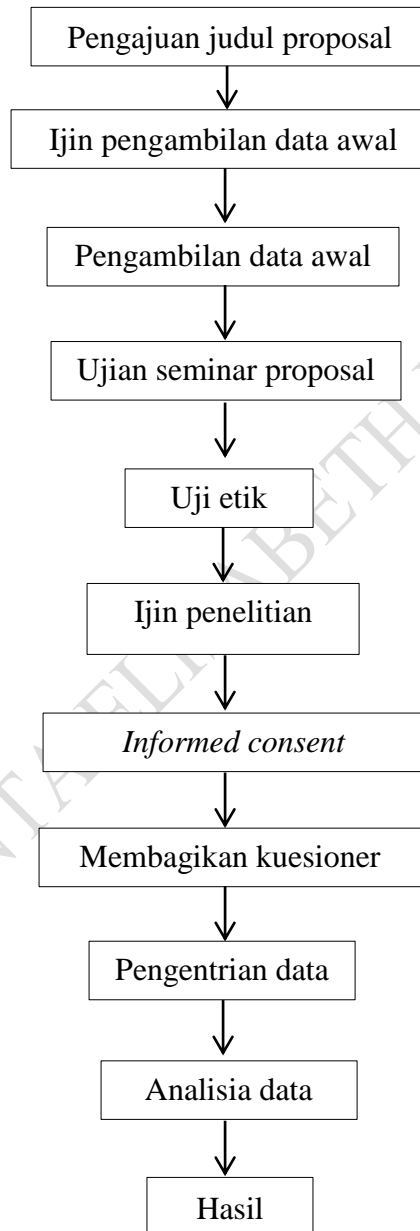 Pengajuan judul proposal
Ijin pengambilan data awal
Pengambilan data awal
Ujian seminar proposal
Uji etik
Ijin penelitian
Informed consent
Membagikan kuesioner
Pengentrian data
Analisia data
Hasil